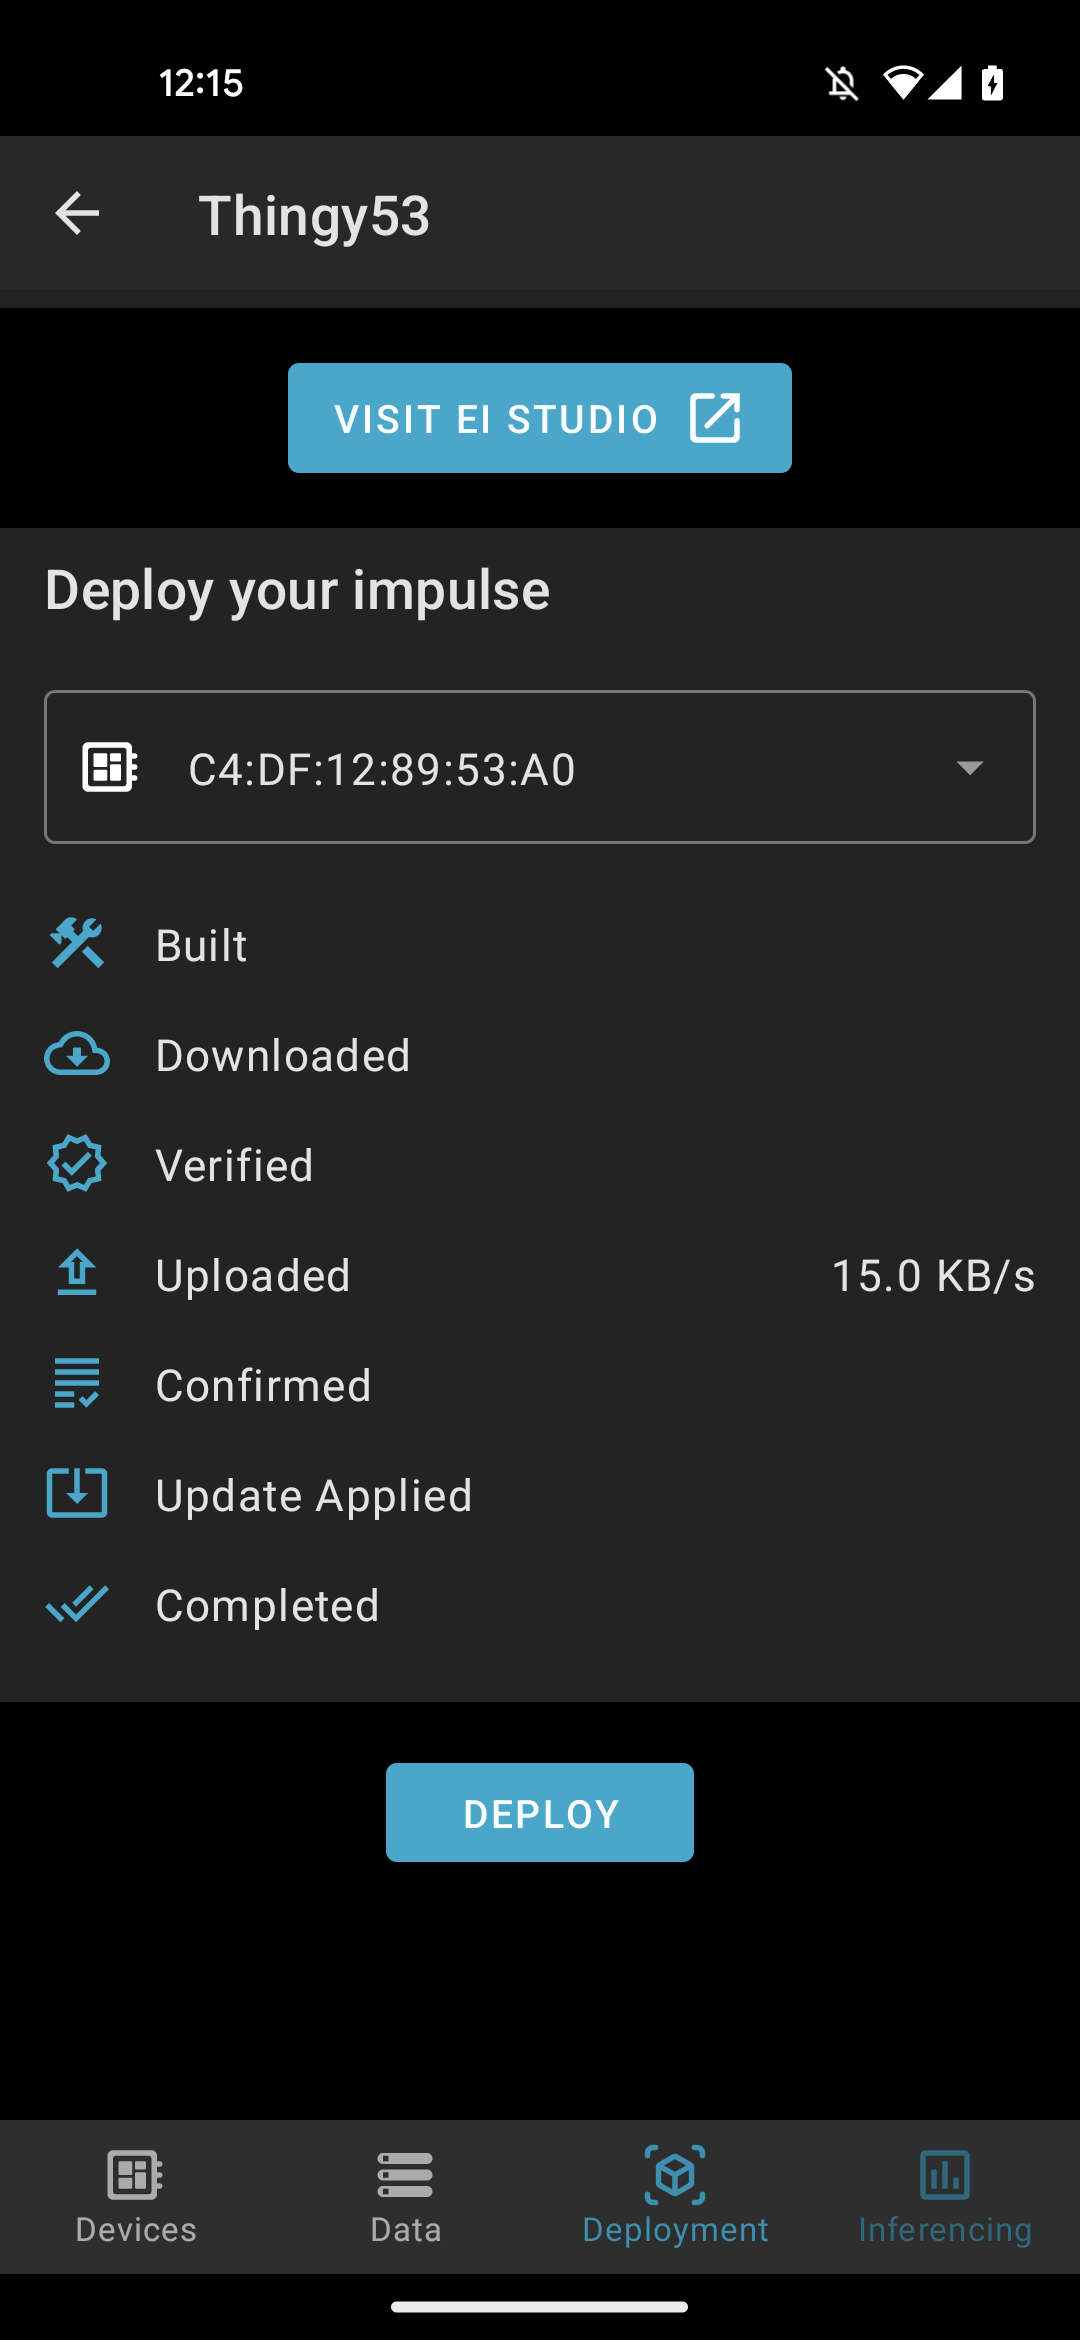 12:15
Thingy53
VISIT EI STUDIO
Deploy your impulse
C4:DF:12:89:53:A0
Built
Downloaded
Verified
Uploaded 15.0 KB/s
Confirmed
Update Applied
Completed
DEPLOY
Devices Data Deployment Inferencing